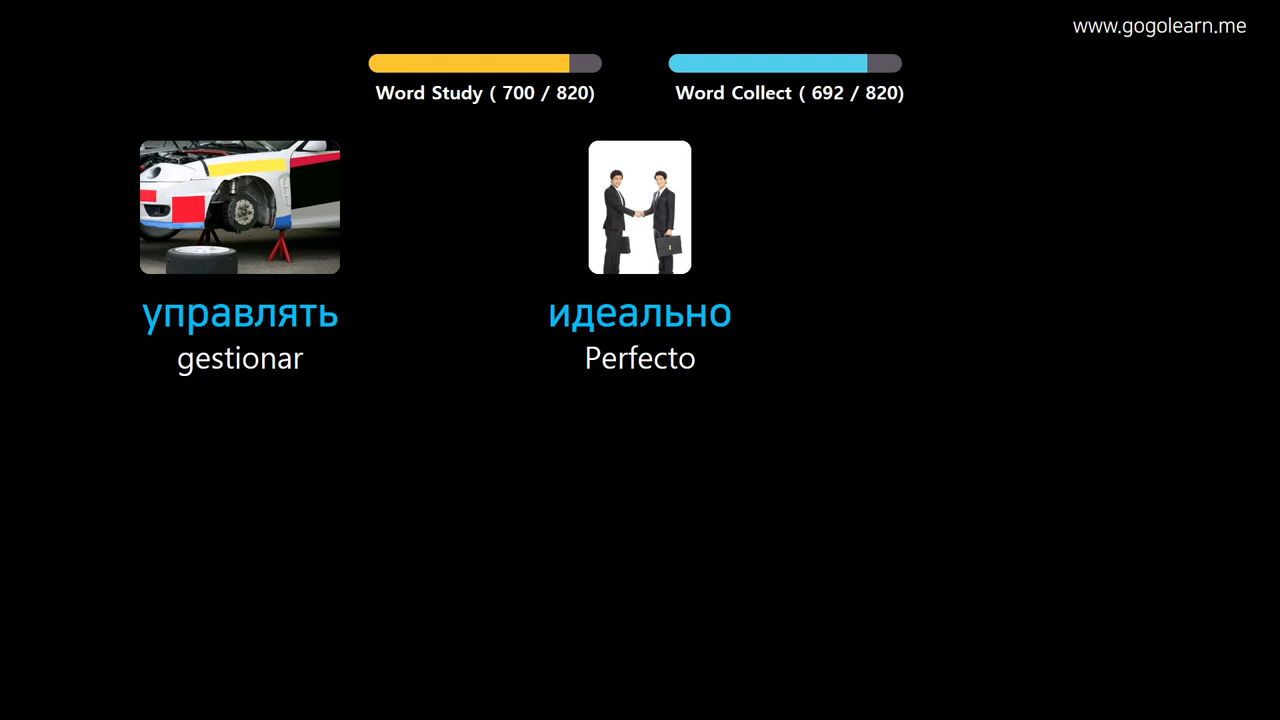 www.gogolearn.me
Word Study ( 700 / 820)
Word Collect ( 692 / 820)
управлять
gestionar
идеально
Perfecto